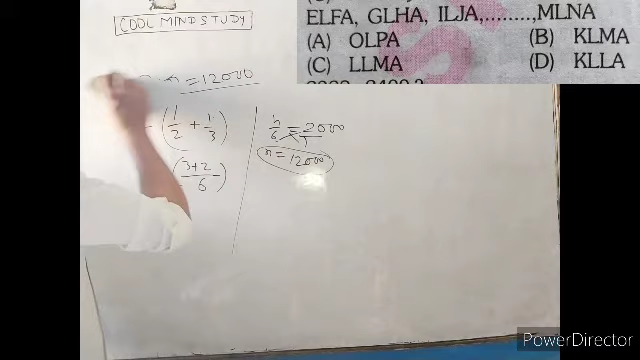 COOL MIND STUDY
ELFA, GLHA, ILJA,........,MLNA
(A) OLPA (B) KLMA
(C) LLMA (D) KLLA
n = 12000
(1/2 + 1/3)
(3+2/6)
n/6 = 2000/1
n = 12000
PowerDirector